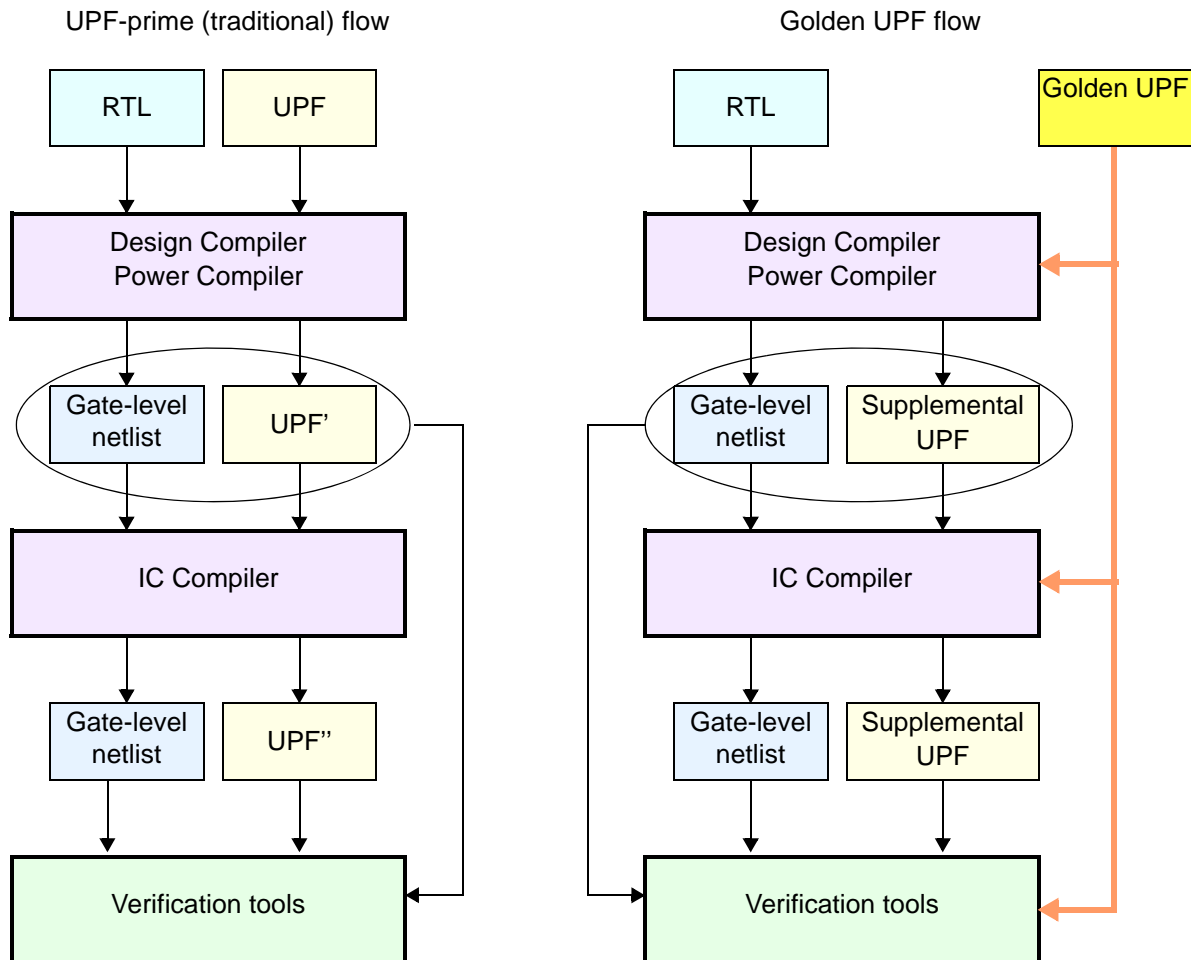 UPF-prime (traditional) flow
Golden UPF flow
RTL
UPF
RTL
Golden UPF
Design Compiler
Power Compiler
Design Compiler
Power Compiler
Gate-level
netlist
UPF’
Gate-level
netlist
Supplemental
UPF
IC Compiler
IC Compiler
Gate-level
netlist
UPF’’
Gate-level
netlist
Supplemental
UPF
Verification tools
Verification tools